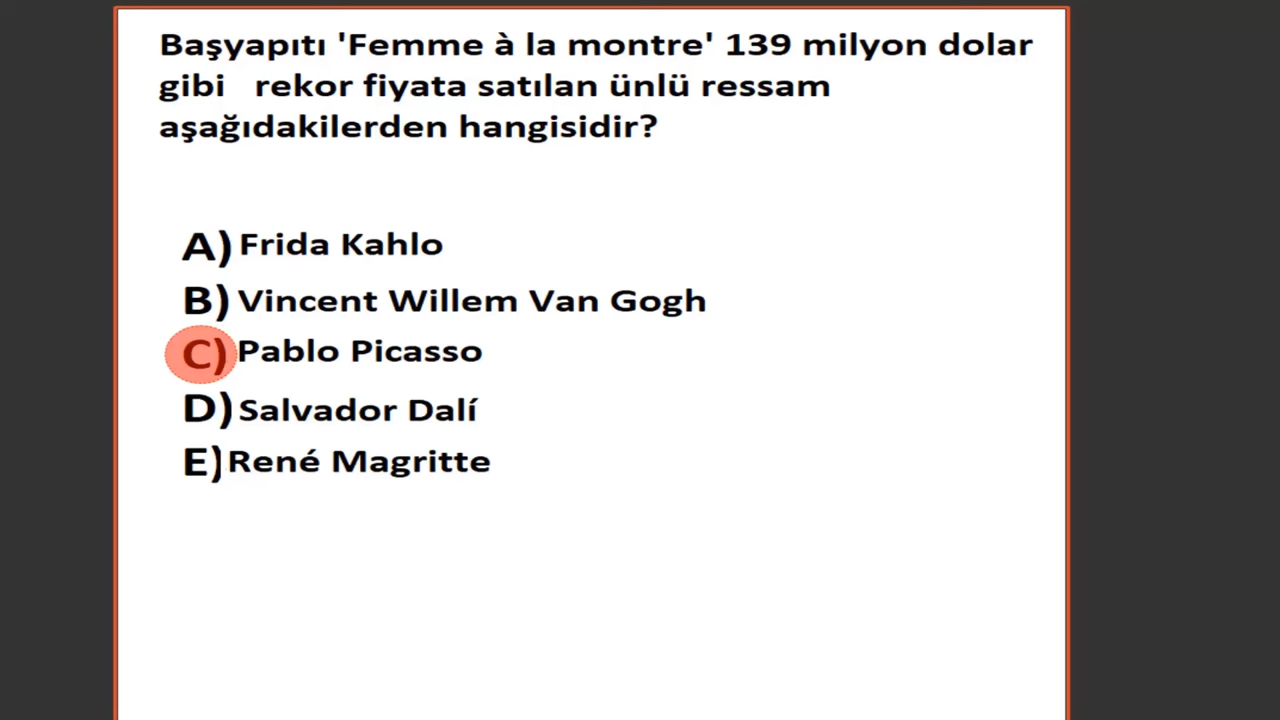 Başyapıtı 'Femme à la montre' 139 milyon dolar
gibi   rekor fiyata satılan ünlü ressam
aşağıdakilerden hangisidir?
A) Frida Kahlo
B) Vincent Willem Van Gogh
C) Pablo Picasso
D) Salvador Dalí
E) René Magritte